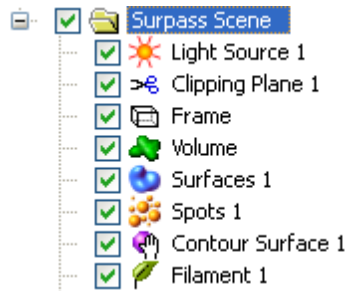 Surpass Scene
Light Source 1
Clipping Plane 1
Frame
Volume
Surfaces 1
Spots 1
Contour Surface 1
Filament 1